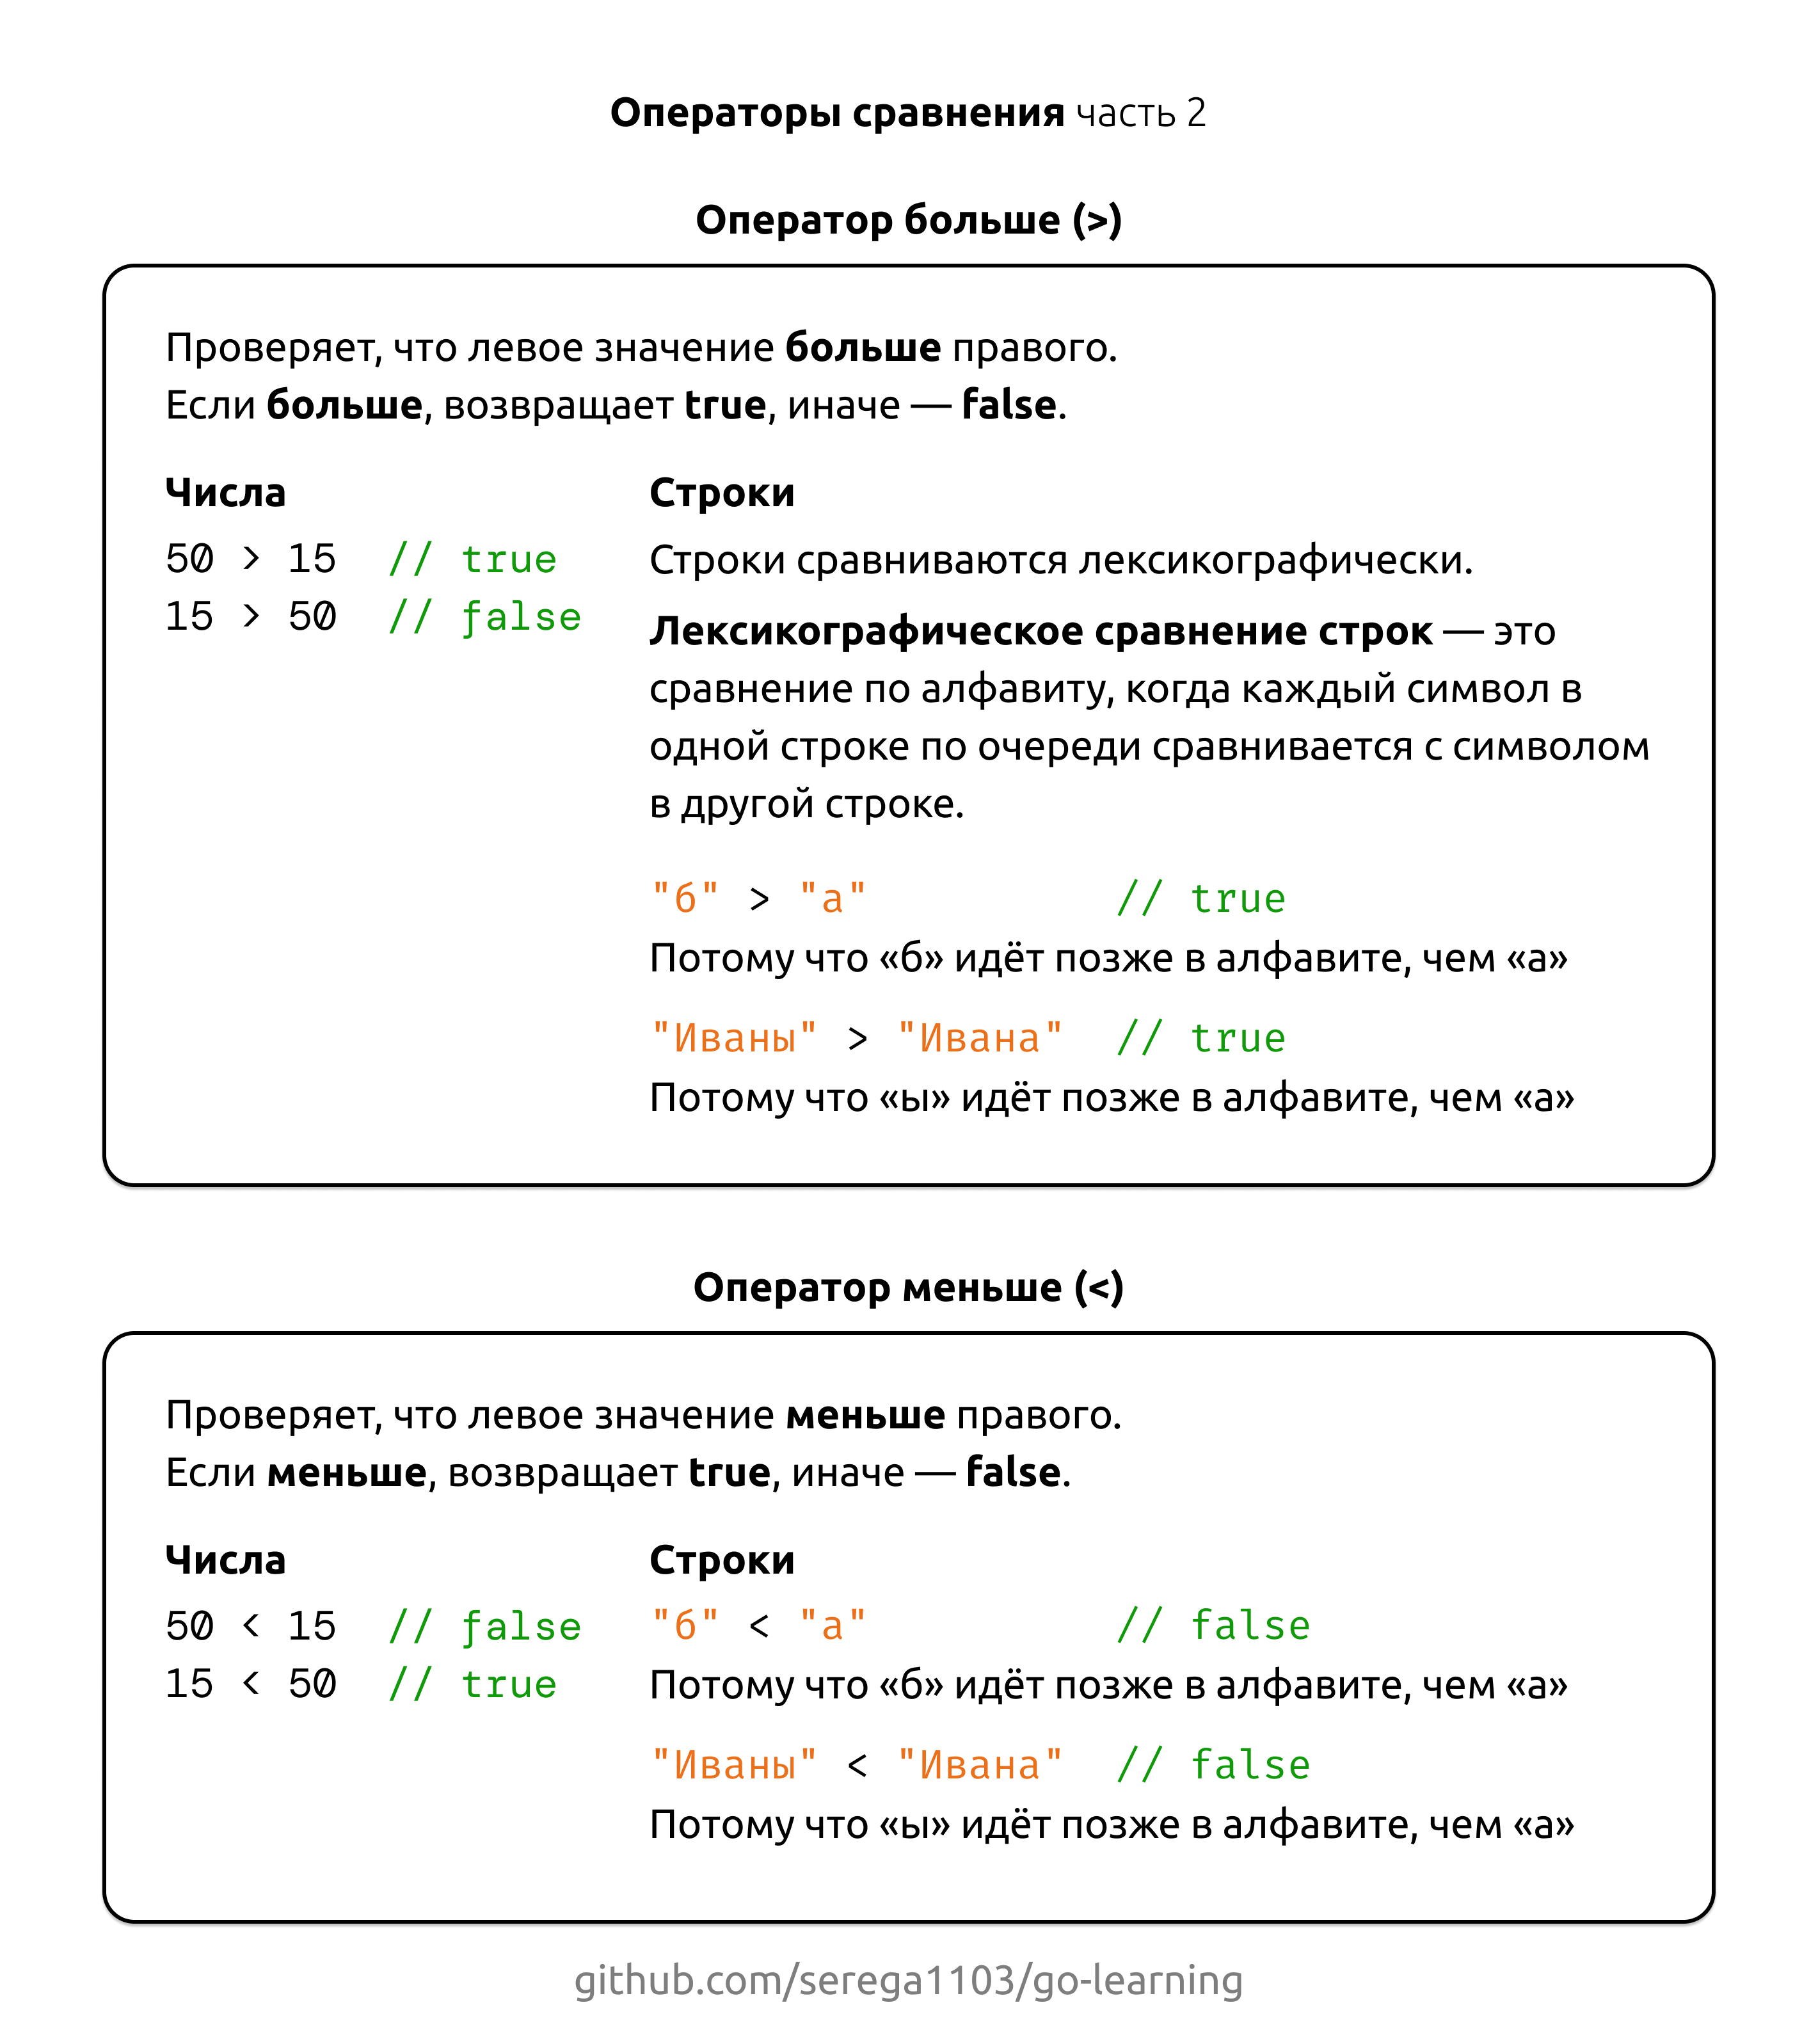 Операторы сравнения часть 2
Оператор больше (>)
Проверяет, что левое значение больше правого.
Если больше, возвращает true, иначе — false.
Числа
50 > 15 // true
15 > 50 // false
Строки
Строки сравниваются лексикографически.
Лексикографическое сравнение строк — это
сравнение по алфавиту, когда каждый символ в
одной строке по очереди сравнивается с символом
в другой строке.
"б" > "а" // true
Потому что «б» идёт позже в алфавите, чем «а»
"Иваны" > "Ивана" // true
Потому что «ы» идёт позже в алфавите, чем «а»
Оператор меньше (<)
Проверяет, что левое значение меньше правого.
Если меньше, возвращает true, иначе — false.
Числа
50 < 15 // false
15 < 50 // true
Строки
"б" < "а" // false
Потому что «б» идёт позже в алфавите, чем «а»
"Иваны" < "Ивана" // false
Потому что «ы» идёт позже в алфавите, чем «а»
github.com/serega1103/go-learning